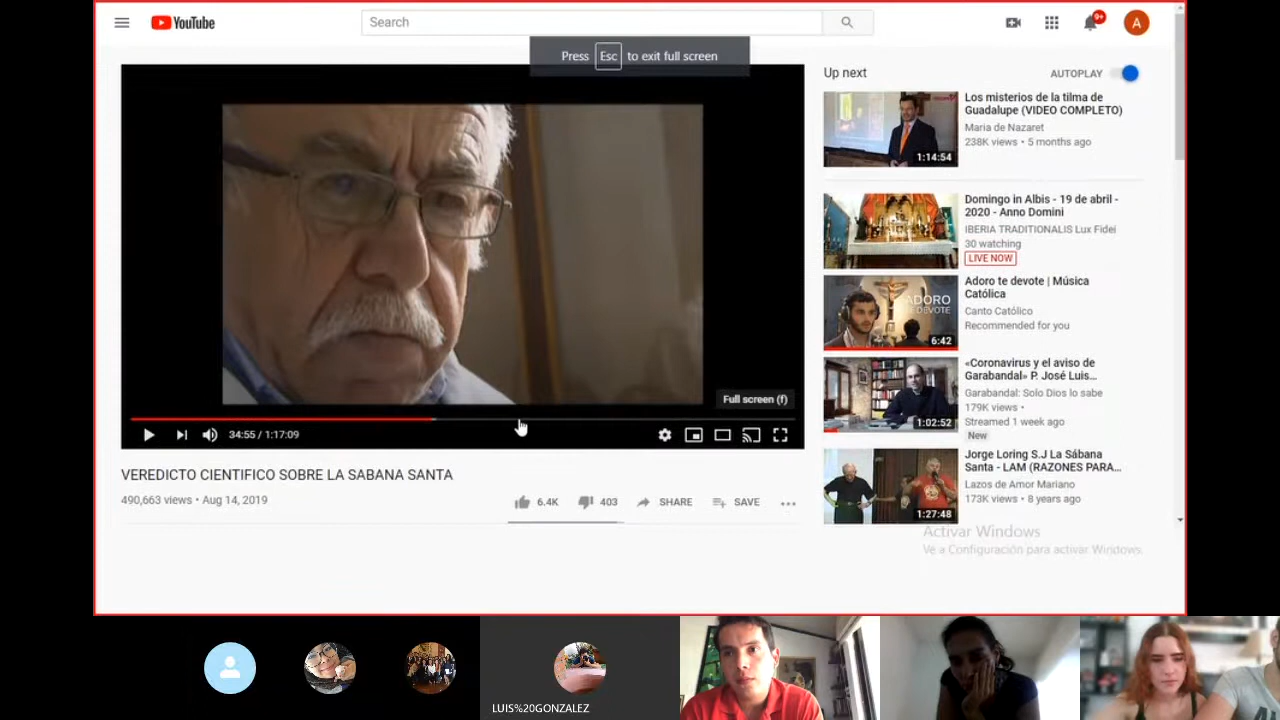 YouTube
Search
9+
A
Press Esc to exit full screen
Up next
AUTOPLAY
Los misterios de la tilma de
Guadalupe (VIDEO COMPLETO)
Maria de Nazaret
238K views • 5 months ago
1:14:54
Domingo in Albis - 19 de abril -
2020 - Anno Domini
IBERIA TRADITIONALIS Lux Fidei
30 watching
LIVE NOW
Adoro te devote | Música
Católica
Canto Católico
Recommended for you
ADORO
TE DEVOTE
6:42
«Coronavirus y el aviso de
Garabandal» P. José Luis...
Garabandal: Solo Dios lo sabe
179K views •
Streamed 1 week ago
New
1:02:52
Jorge Loring S.J La Sábana
Santa - LAM (RAZONES PARA...
Lazos de Amor Mariano
173K views • 8 years ago
1:27:48
Full screen (f)
34:55 / 1:17:09
VEREDICTO CIENTIFICO SOBRE LA SABANA SANTA
490,663 views • Aug 14, 2019
6.4K
403
SHARE
SAVE
Activar Windows
Ve a Configuración para activar Windows.
LUIS%20GONZALEZ